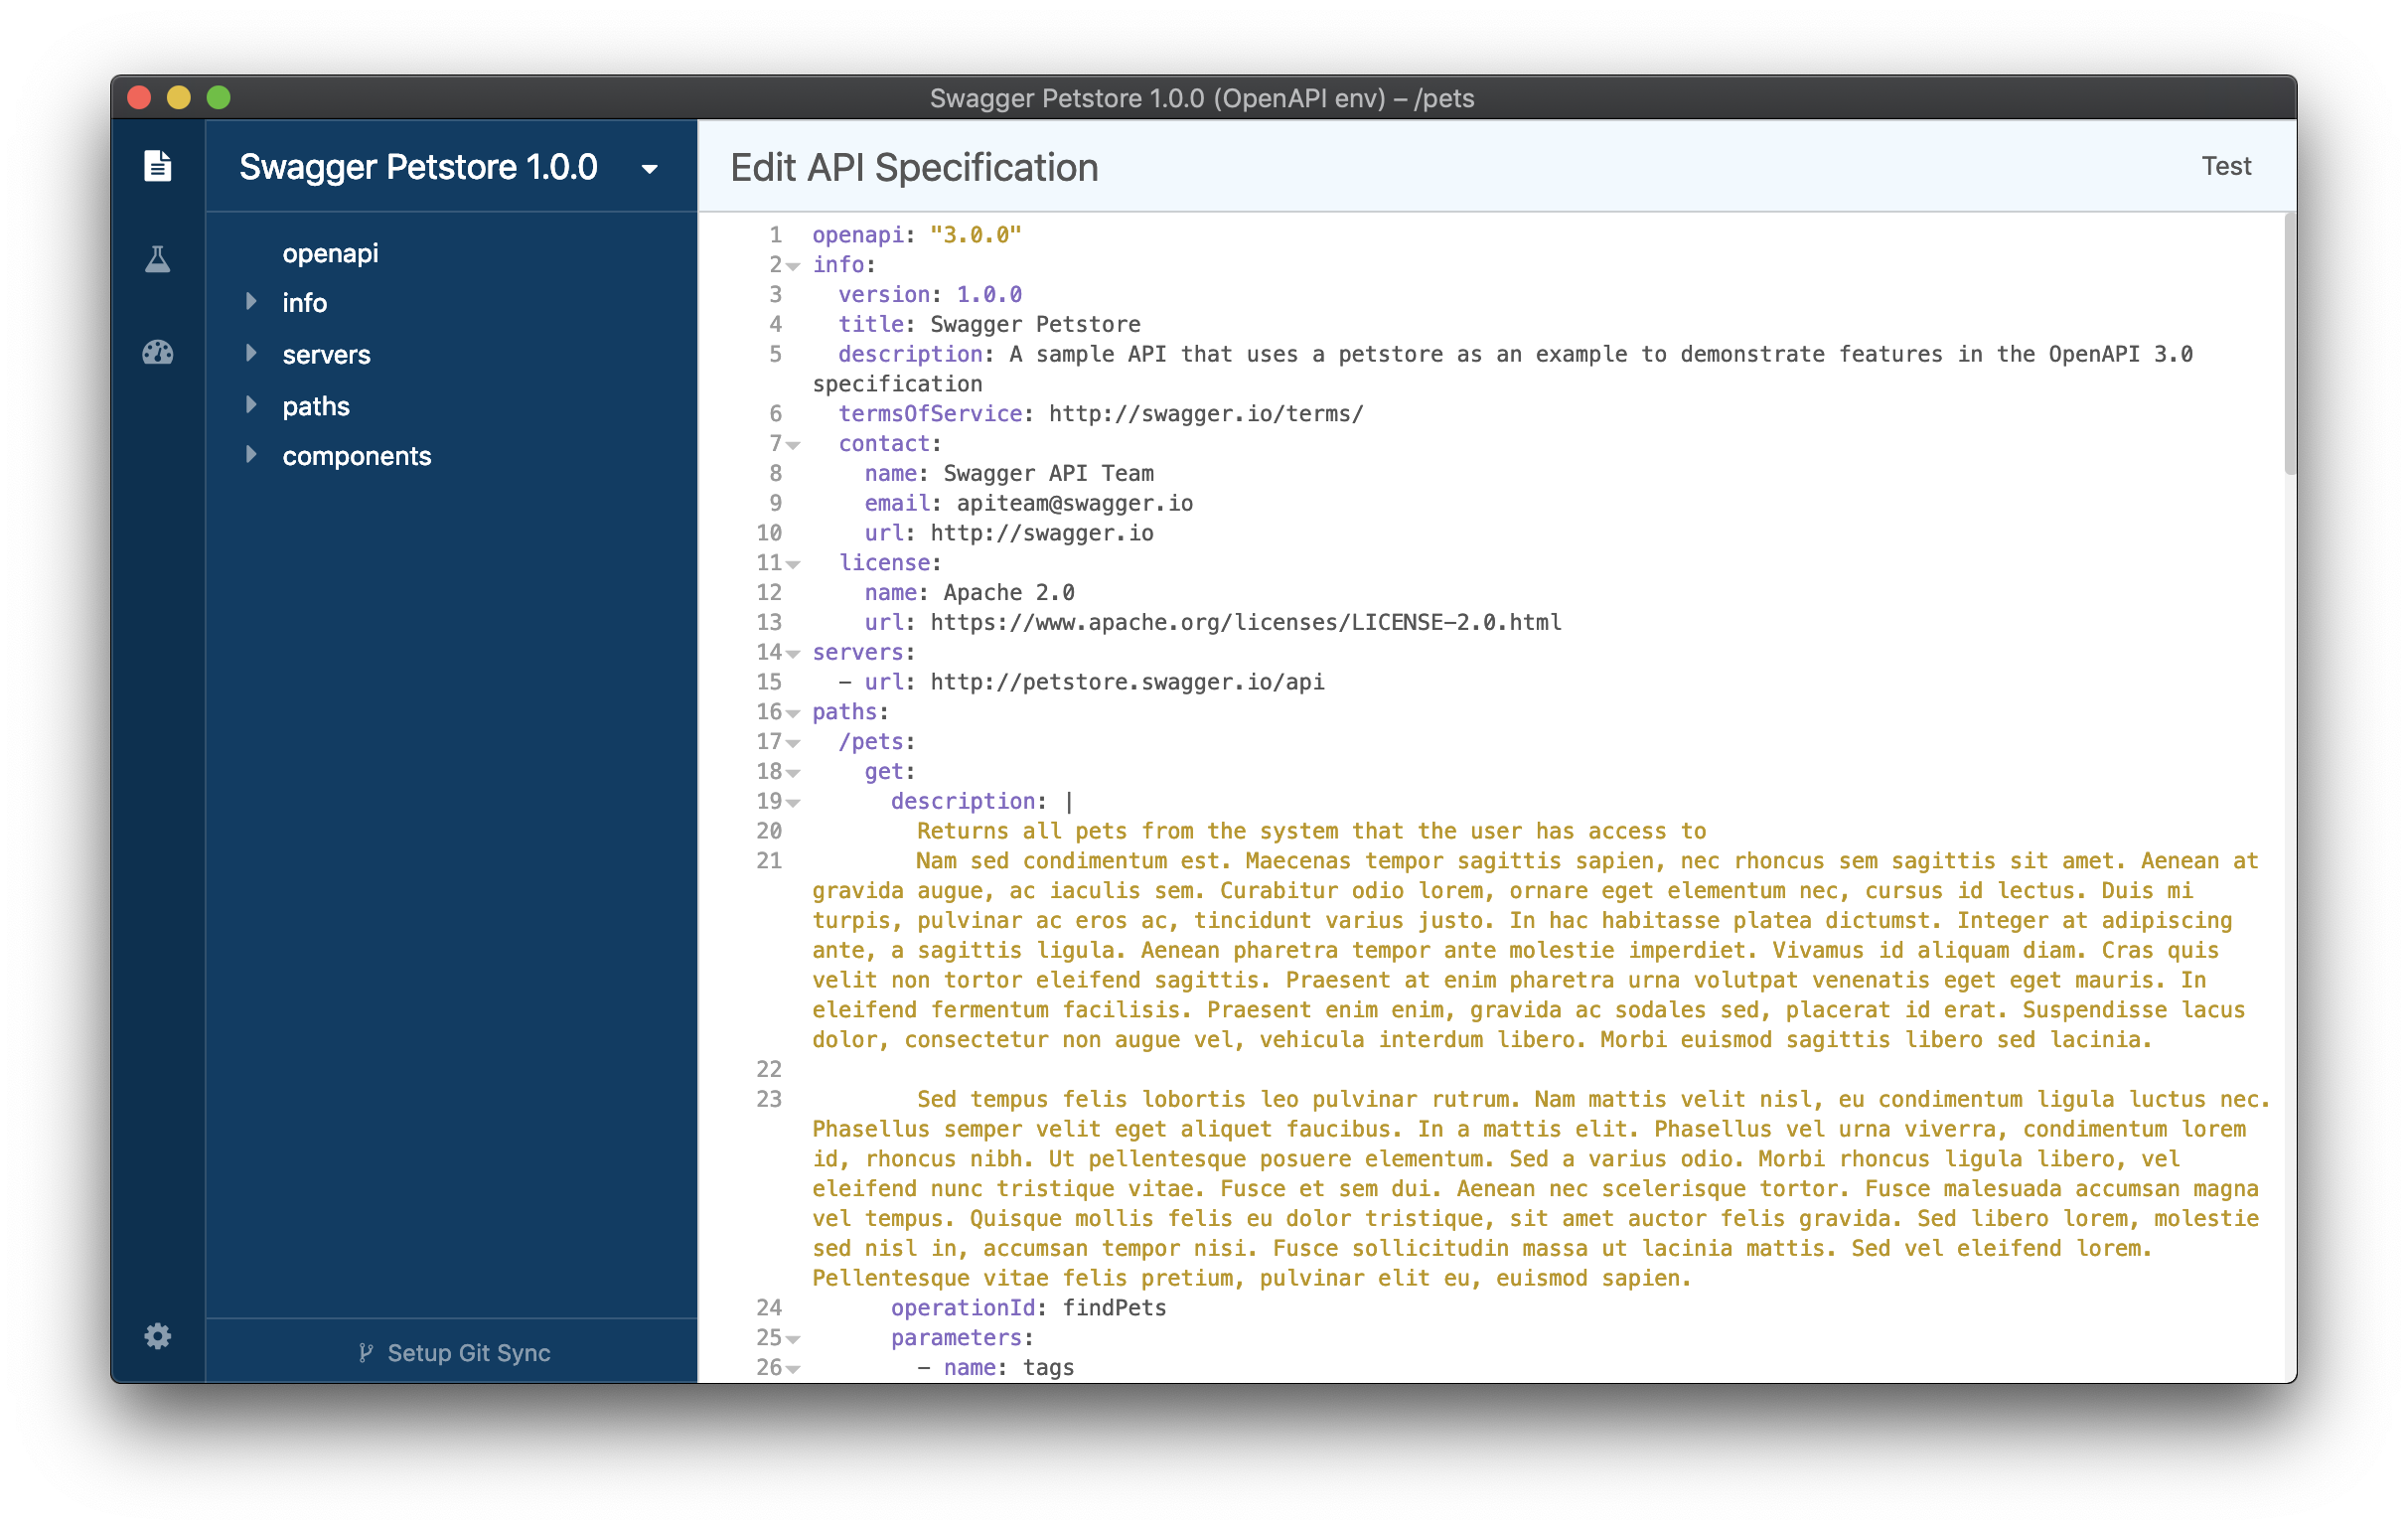 Swagger Petstore 1.0.0 (OpenAPI env) – /pets
Swagger Petstore 1.0.0
openapi
info
servers
paths
components
Setup Git Sync
Edit API Specification
Test
1 openapi: "3.0.0"
2 info:
3   version: 1.0.0
4   title: Swagger Petstore
5   description: A sample API that uses a petstore as an example to demonstrate features in the OpenAPI 3.0
specification
6   termsOfService: http://swagger.io/terms/
7   contact:
8     name: Swagger API Team
9     email: apiteam@swagger.io
10     url: http://swagger.io
11   license:
12     name: Apache 2.0
13     url: https://www.apache.org/licenses/LICENSE-2.0.html
14 servers:
15   - url: http://petstore.swagger.io/api
16 paths:
17   /pets:
18     get:
19       description: |
20         Returns all pets from the system that the user has access to
21         Nam sed condimentum est. Maecenas tempor sagittis sapien, nec rhoncus sem sagittis sit amet. Aenean at
gravida augue, ac iaculis sem. Curabitur odio lorem, ornare eget elementum nec, cursus id lectus. Duis mi
turpis, pulvinar ac eros ac, tincidunt varius justo. In hac habitasse platea dictumst. Integer at adipiscing
ante, a sagittis ligula. Aenean pharetra tempor ante molestie imperdiet. Vivamus id aliquam diam. Cras quis
velit non tortor eleifend sagittis. Praesent at enim pharetra urna volutpat venenatis eget eget mauris. In
eleifend fermentum facilisis. Praesent enim enim, gravida ac sodales sed, placerat id erat. Suspendisse lacus
dolor, consectetur non augue vel, vehicula interdum libero. Morbi euismod sagittis libero sed lacinia.
22
23         Sed tempus felis lobortis leo pulvinar rutrum. Nam mattis velit nisl, eu condimentum ligula luctus nec.
Phasellus semper velit eget aliquet faucibus. In a mattis elit. Phasellus vel urna viverra, condimentum lorem
id, rhoncus nibh. Ut pellentesque posuere elementum. Sed a varius odio. Morbi rhoncus ligula libero, vel
eleifend nunc tristique vitae. Fusce et sem dui. Aenean nec scelerisque tortor. Fusce malesuada accumsan magna
vel tempus. Quisque mollis felis eu dolor tristique, sit amet auctor felis gravida. Sed libero lorem, molestie
sed nisl in, accumsan tempor nisi. Fusce sollicitudin massa ut lacinia mattis. Sed vel eleifend lorem.
Pellentesque vitae felis pretium, pulvinar elit eu, euismod sapien.
24       operationId: findPets
25       parameters:
26         - name: tags